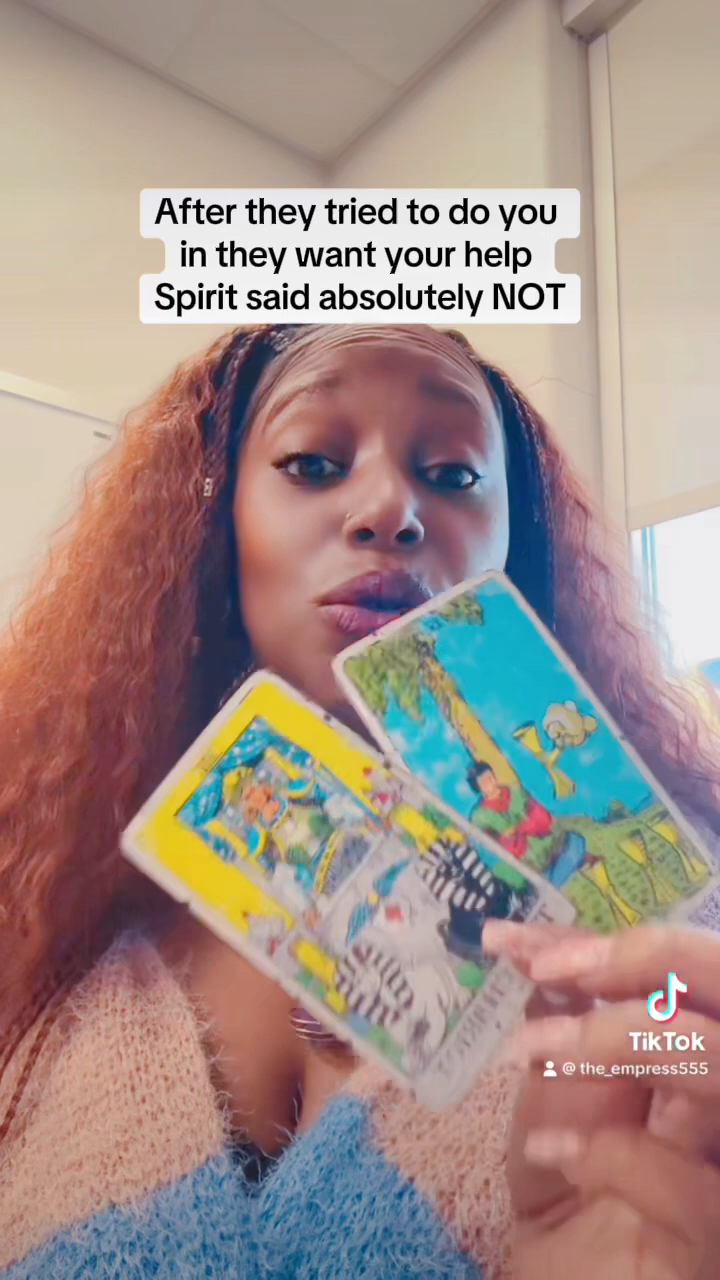 After they tried to do you
in they want your help
Spirit said absolutely NOT
TikTok
@the_empress555